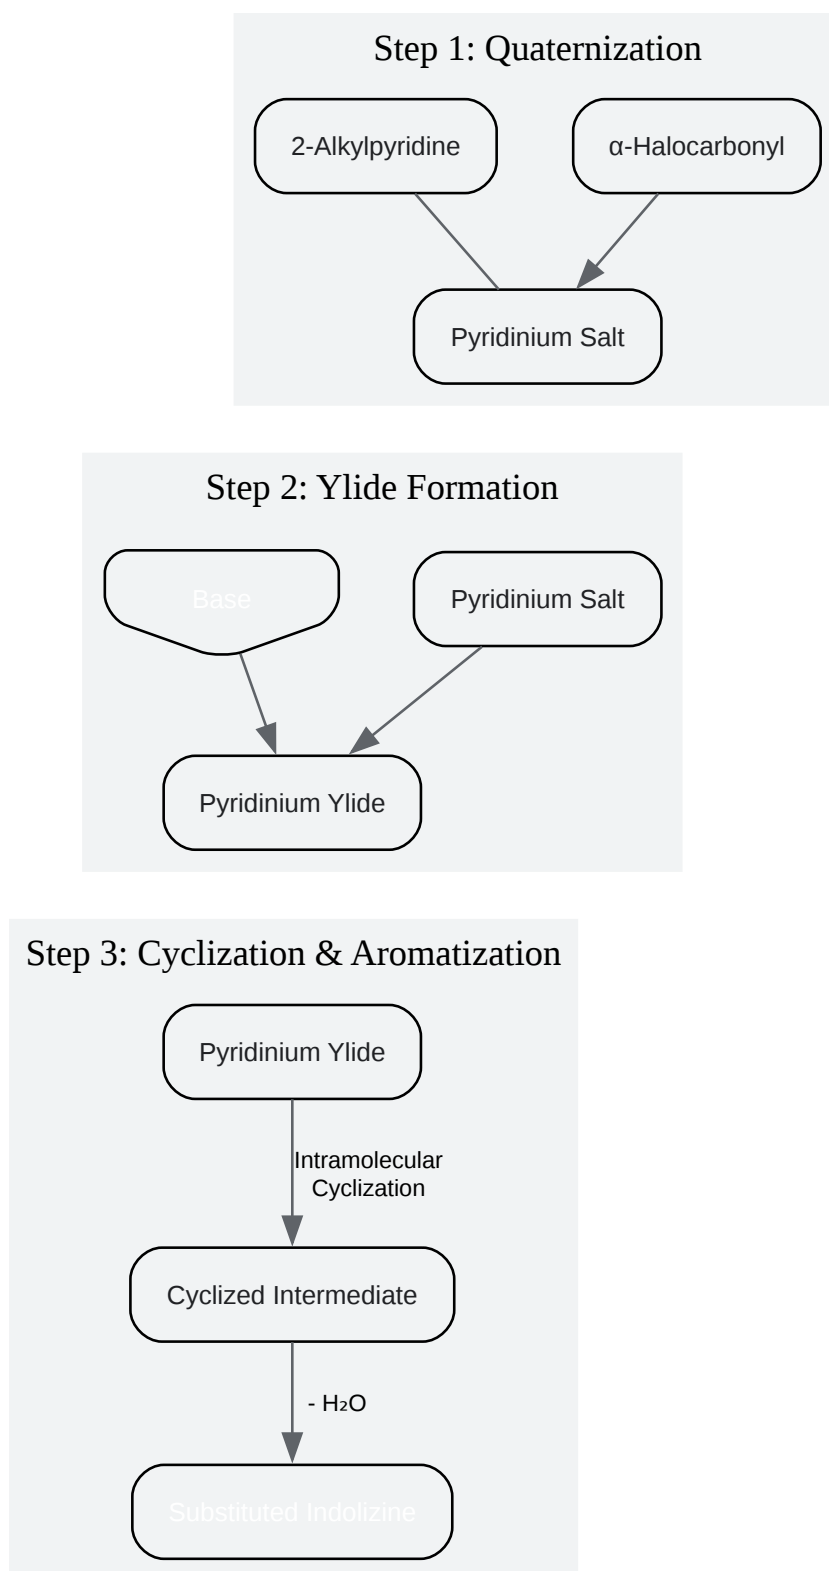 Step 1: Quaternization
2-Alkylpyridine
α-Halocarbonyl
Pyridinium Salt
Step 2: Ylide Formation
Base
Pyridinium Salt
Pyridinium Ylide
Step 3: Cyclization & Aromatization
Pyridinium Ylide
Intramolecular
Cyclization
Cyclized Intermediate
- H₂O
Substituted Indolizine